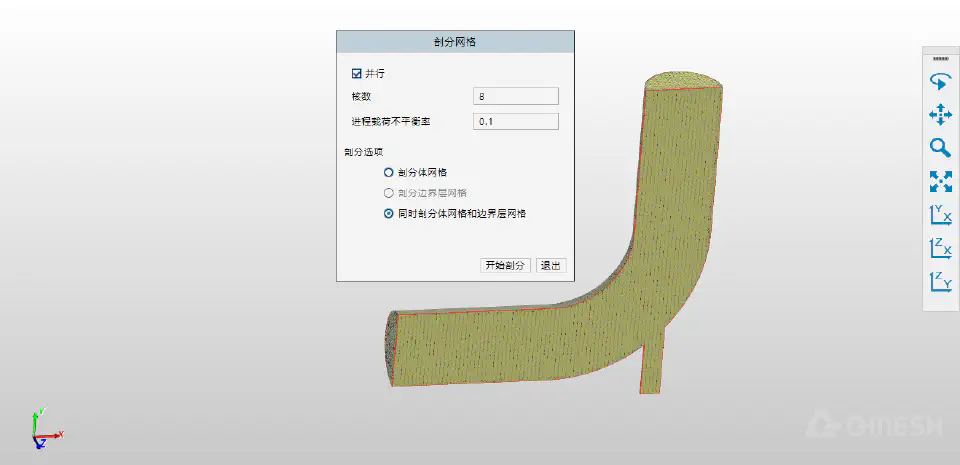 剖分网格
并行
核数
8
进程载荷不平衡率
0.1
剖分选项
剖分体网格
剖分边界层网格
同时剖分体网格和边界层网格
开始剖分 退出
Y X
Z X
Z Y
Y
X
Z
QMESH